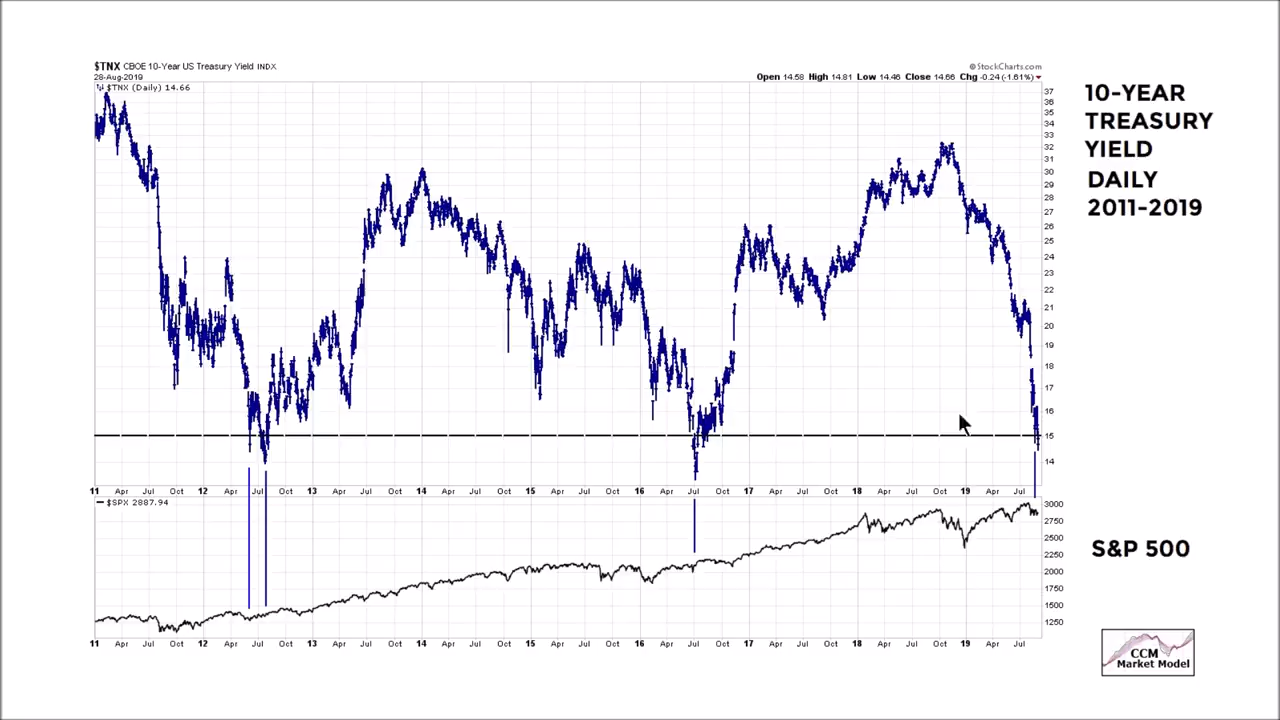 $TNX CBOE 10-Year US Treasury Yield INDX
© StockCharts.com
28-Aug-2019
Open 14.58 High 14.81 Low 14.46 Close 14.66 Chg -0.24 (-1.61%)
$TNX (Daily) 14.66
37
36
35
34
33
32
31
30
29
28
27
26
25
24
23
22
21
20
19
18
17
16
15
14
11 Apr Jul Oct 12 Apr Jul Oct 13 Apr Jul Oct 14 Apr Jul Oct 15 Apr Jul Oct 16 Apr Jul Oct 17 Apr Jul Oct 18 Apr Jul Oct 19 Apr Jul
$SPX 2887.94
3000
2750
2500
2250
2000
1750
1500
1250
11 Apr Jul Oct 12 Apr Jul Oct 13 Apr Jul Oct 14 Apr Jul Oct 15 Apr Jul Oct 16 Apr Jul Oct 17 Apr Jul Oct 18 Apr Jul Oct 19 Apr Jul
10-YEAR
TREASURY
YIELD
DAILY
2011-2019
S&P 500
CCM
Market Model